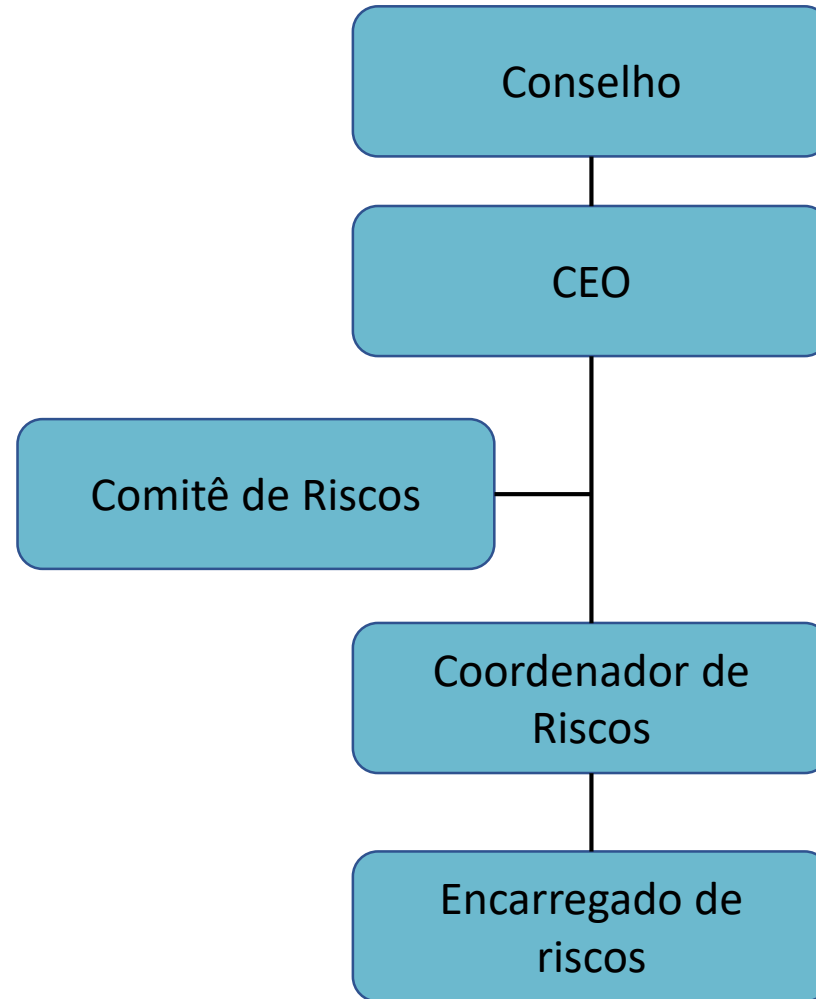 Conselho
CEO
Comitê de Riscos
Coordenador de
Riscos
Encarregado de
riscos